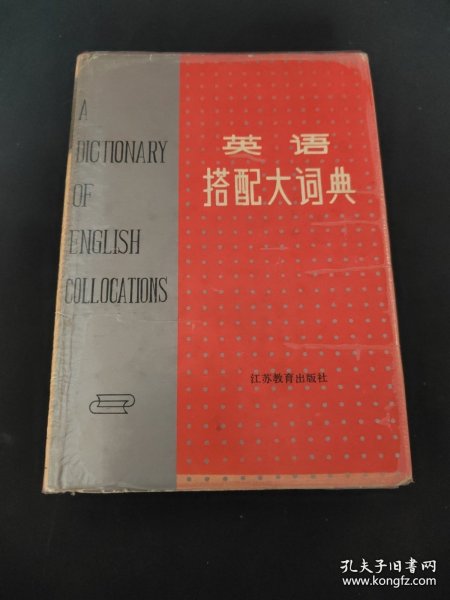 A
DICTIONARY
OF
ENGLISH
COLLOCATIONS
英语
搭配大词典
江苏教育出版社
孔夫子旧书网
www.kongfz.com